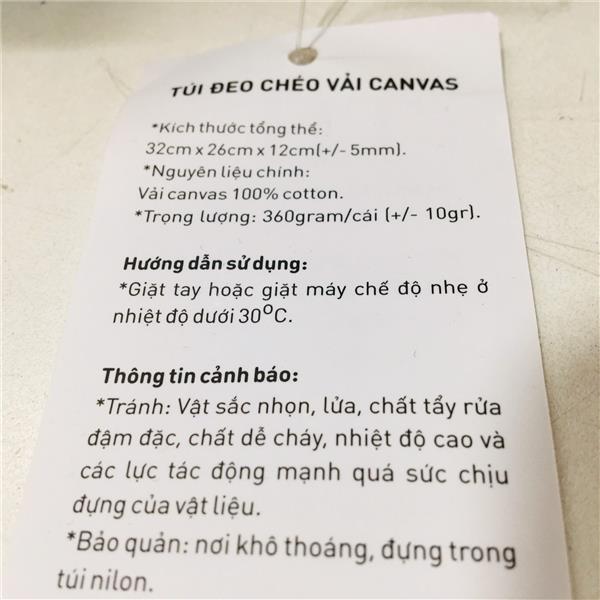 TÚI ĐEO CHÉO VẢI CANVAS
*Kích thước tổng thể:
32cm x 26cm x 12cm(+/- 5mm).
*Nguyên liệu chính:
Vải canvas 100% cotton.
*Trọng lượng: 360gram/cái (+/- 10gr).
Hướng dẫn sử dụng:
*Giặt tay hoặc giặt máy chế độ nhẹ ở
nhiệt độ dưới 30⁰C.
Thông tin cảnh báo:
*Tránh: Vật sắc nhọn, lửa, chất tẩy rửa
đậm đặc, chất dễ cháy, nhiệt độ cao và
các lực tác động mạnh quá sức chịu
đựng của vật liệu.
*Bảo quản: nơi khô thoáng, đựng trong
túi nilon.